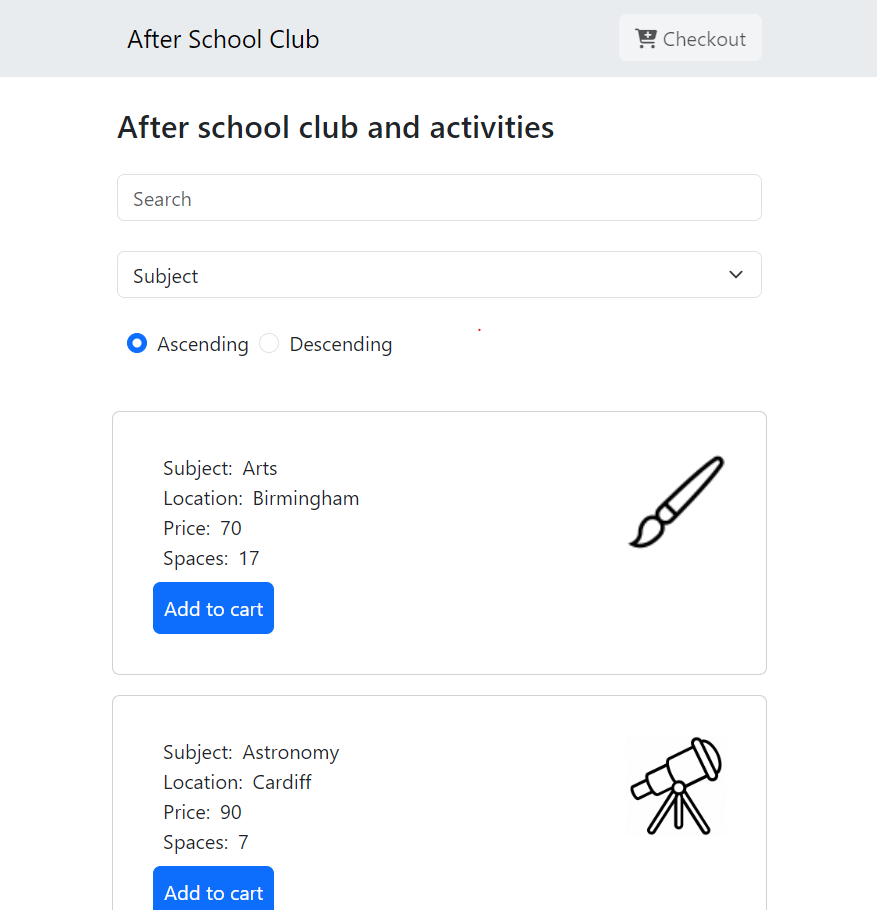 After School Club
Checkout
After school club and activities
Search
Subject
Ascending Descending
Subject: Arts
Location: Birmingham
Price: 70
Spaces: 17
Add to cart
Subject: Astronomy
Location: Cardiff
Price: 90
Spaces: 7
Add to cart